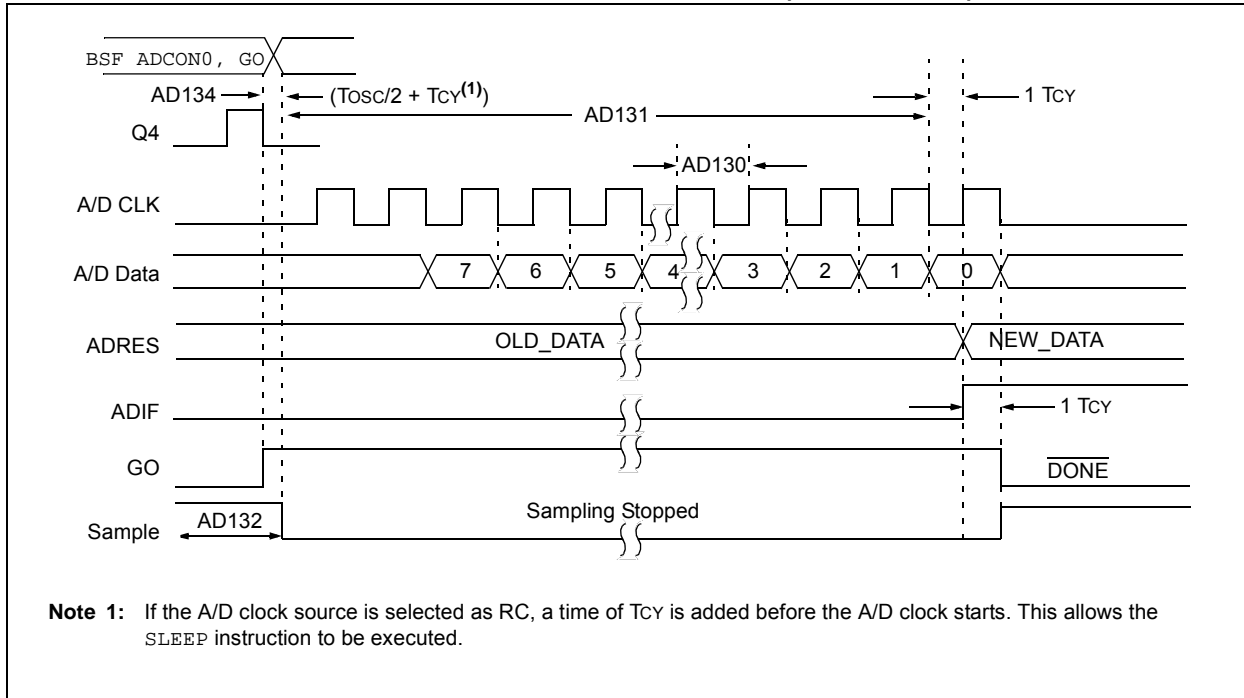 BSF ADCON0, GO
AD134 (TOSC/2 + TCY(1)) 1 TCY
AD131
Q4
AD130
A/D CLK
A/D Data 7 6 5 4 3 2 1 0
ADRES OLD_DATA NEW_DATA
ADIF 1 TCY
GO DONE
Sample AD132 Sampling Stopped
Note 1: If the A/D clock source is selected as RC, a time of TCY is added before the A/D clock starts. This allows the
SLEEP instruction to be executed.